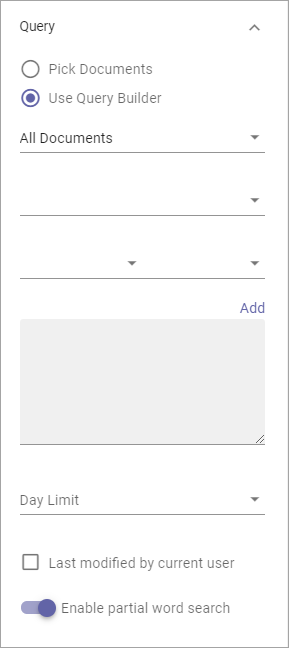 Query
Pick Documents
Use Query Builder
All Documents
Add
Day Limit
Last modified by current user
Enable partial word search